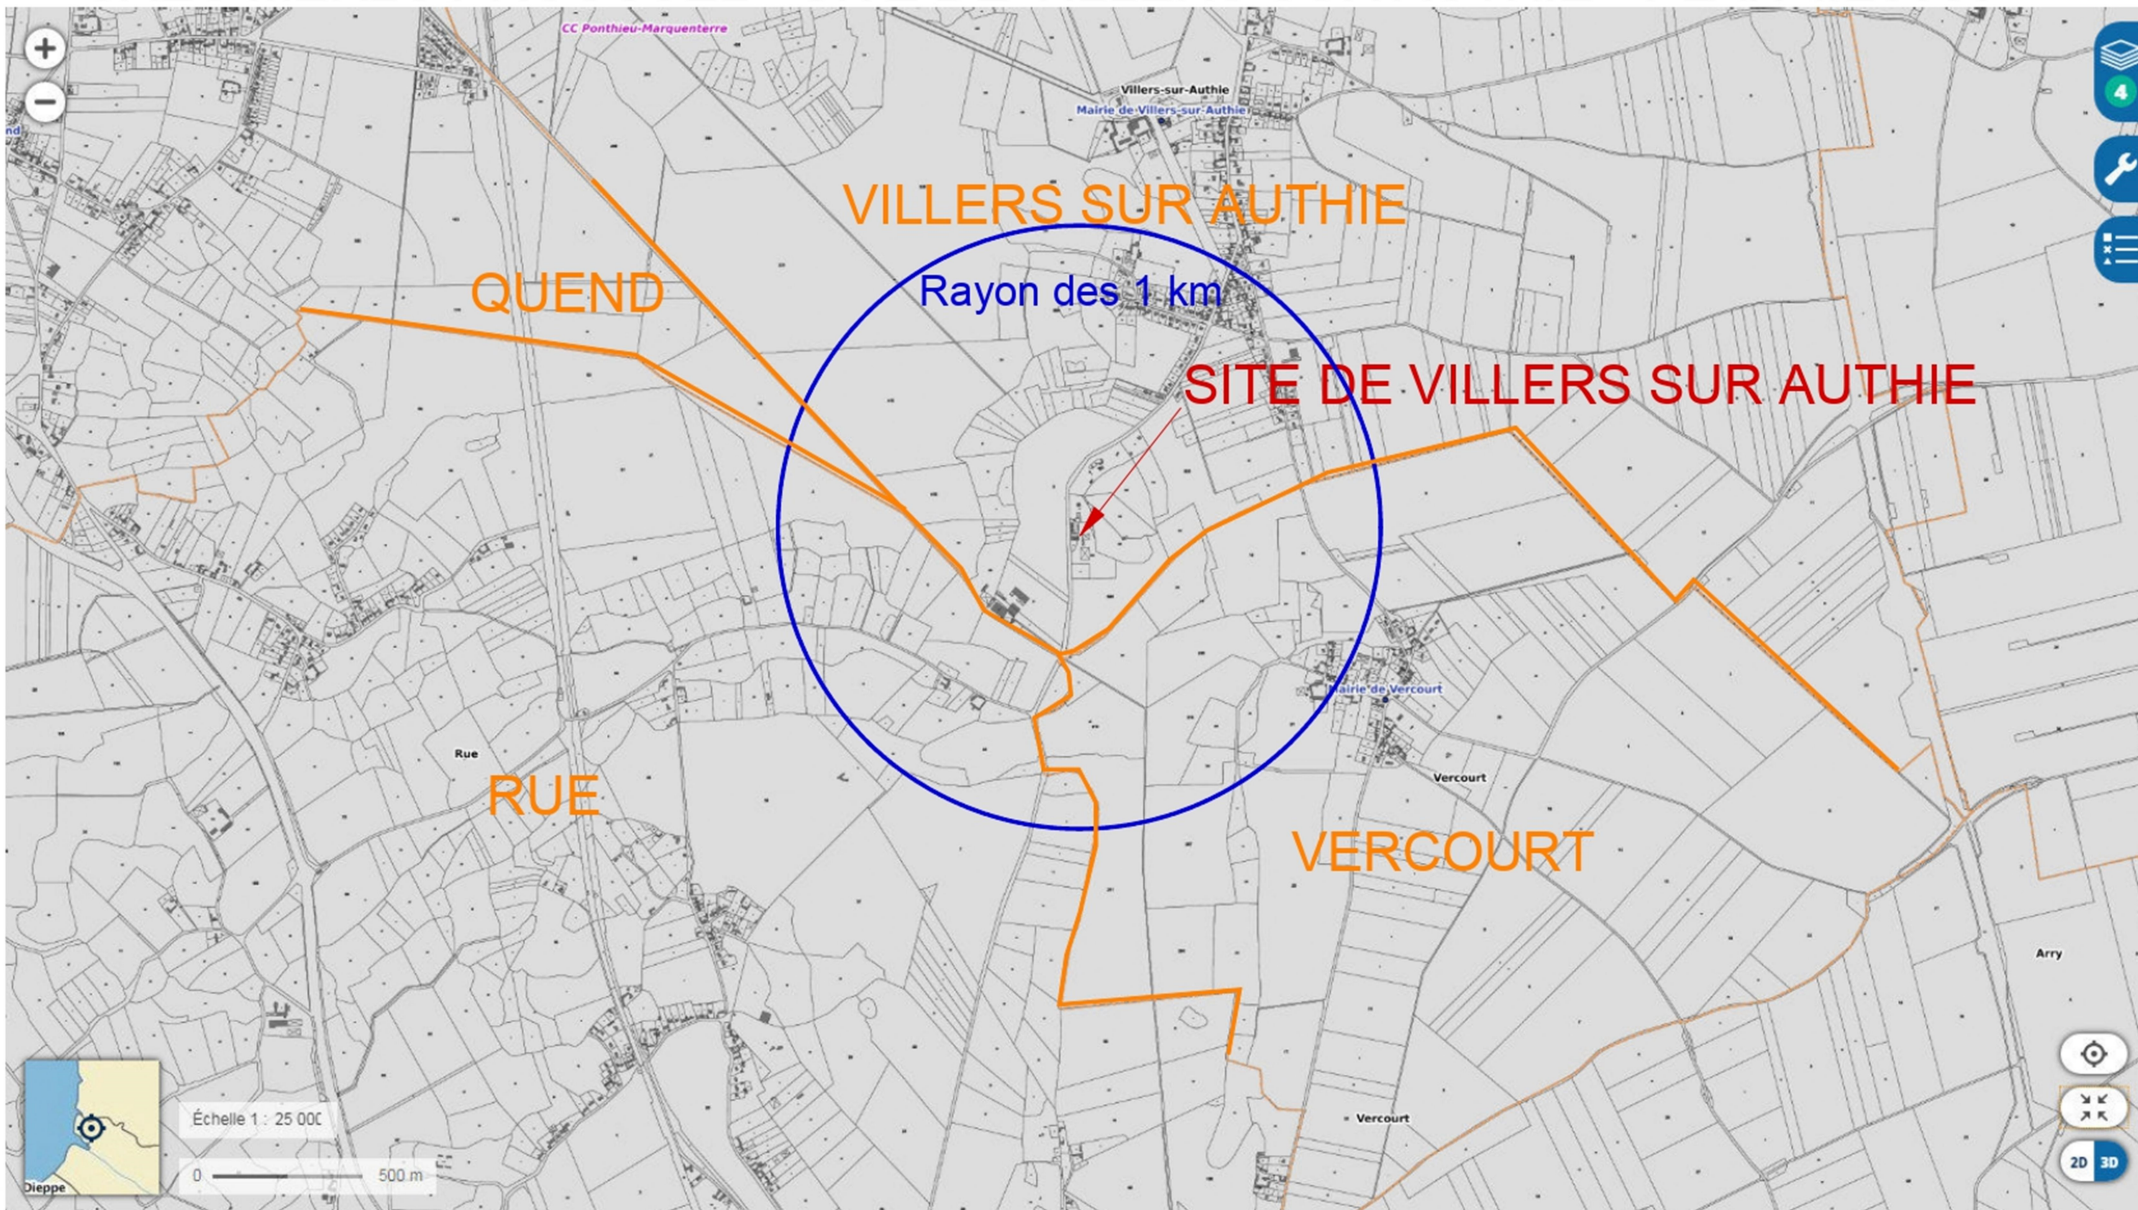 CC Ponthieu-Marquenterre
4
Villers-sur-Authie
Mairie de Villers-sur-Authie
nd
VILLERS SUR AUTHIE
QUEND
Rayon des 1 km
SITE DE VILLERS SUR AUTHIE
Mairie de Vercourt
Rue
Vercourt
RUE
VERCOURT
Arry
Échelle 1 : 25 000
Vercourt
2D 3D
0 500 m
Dieppe